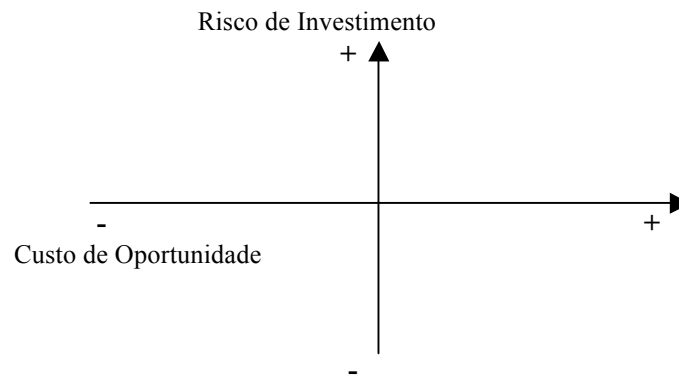 Risco de Investimento
+
-
+
Custo de Oportunidade
-